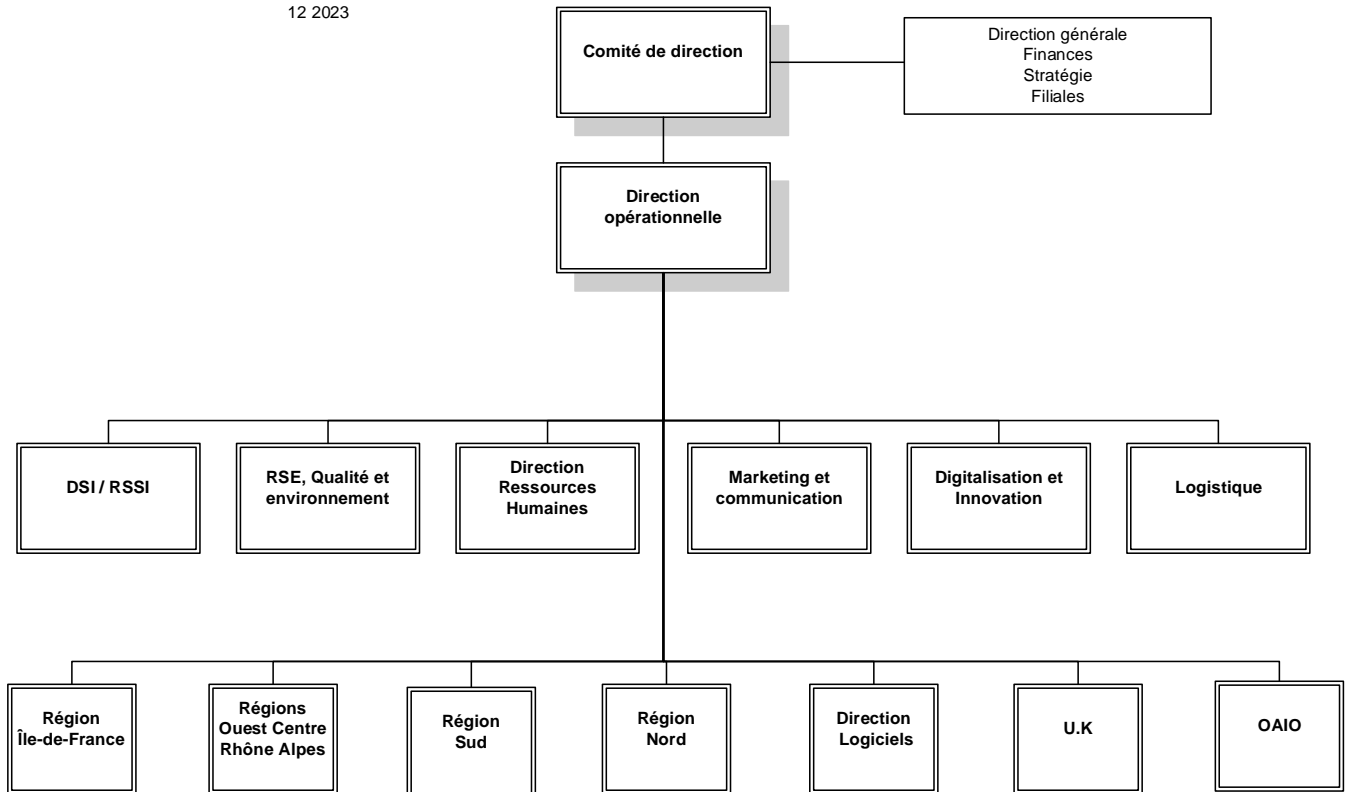 12 2023
Comité de direction
Direction générale
Finances
Stratégie
Filiales
Direction
opérationnelle
DSI / RSSI
RSE, Qualité et
environnement
Direction
Ressources
Humaines
Marketing et
communication
Digitalisation et
Innovation
Logistique
Région
Île-de-France
Régions
Ouest Centre
Rhône Alpes
Région
Sud
Région
Nord
Direction
Logiciels
U.K
OAIO